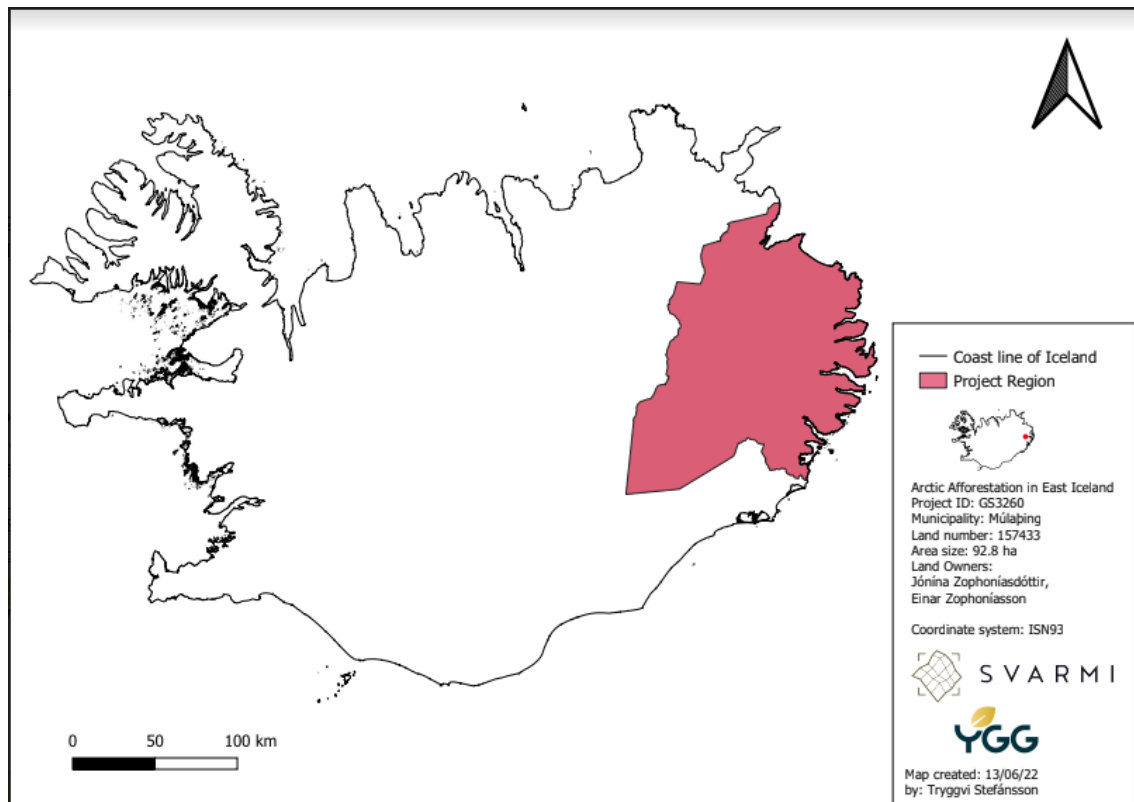 Coast line of Iceland
Project Region
Arctic Afforestation in East Iceland
Project ID: GS3260
Municipality: Múlaþing
Land number: 157433
Area size: 92.8 ha
Land Owners:
Jónína Zophoníasdóttir,
Einar Zophoníasson
Coordinate system: ISN93
SVARMI
YGG
Map created: 13/06/22
by: Tryggvi Stefánsson
0 50 100 km